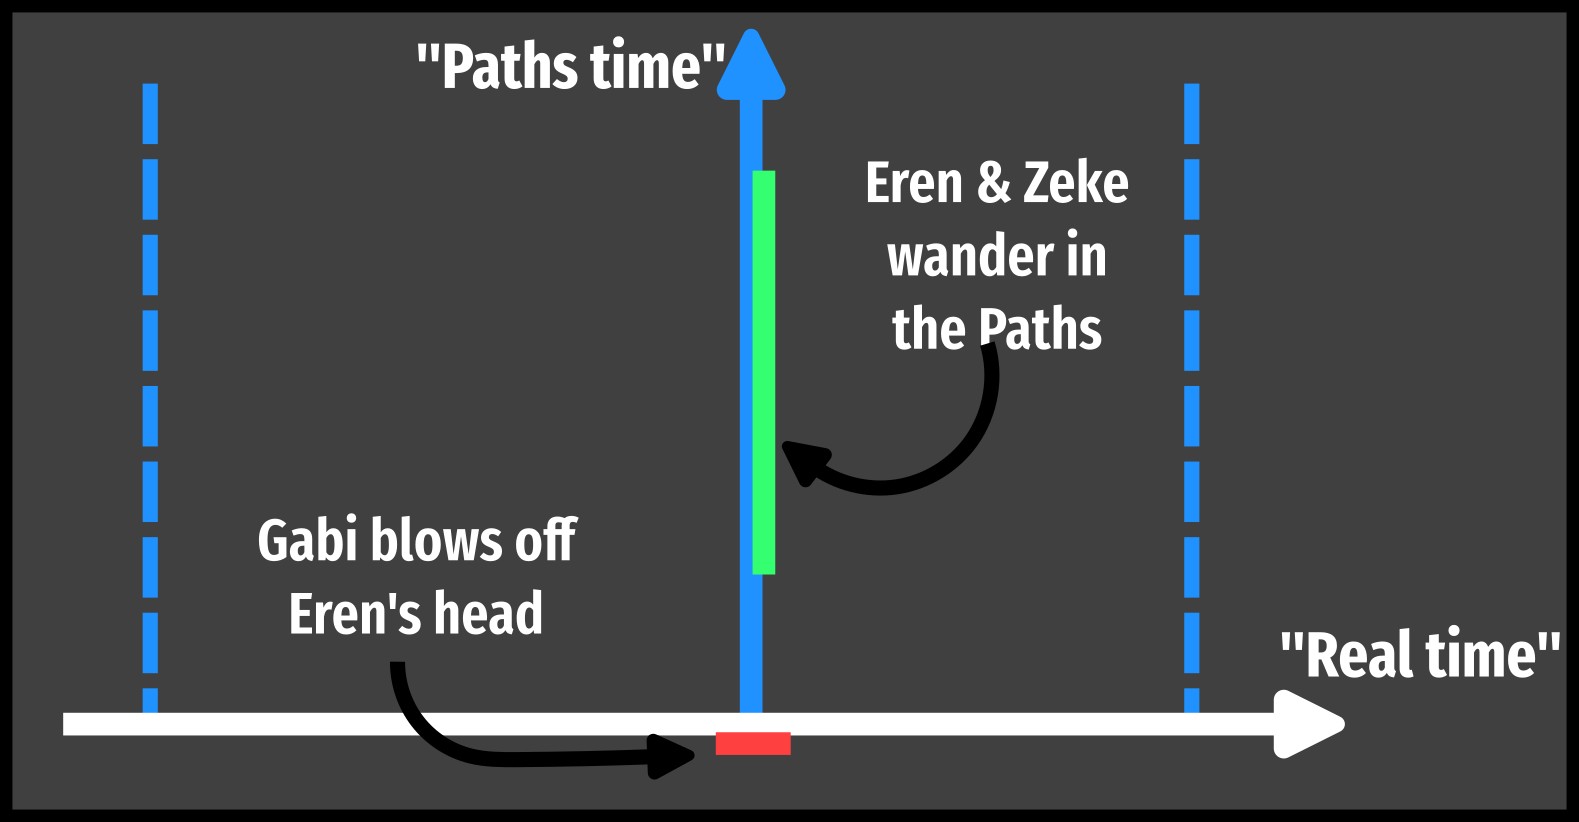 "Paths time"
Eren & Zeke
wander in
the Paths
Gabi blows off
Eren's head
"Real time"